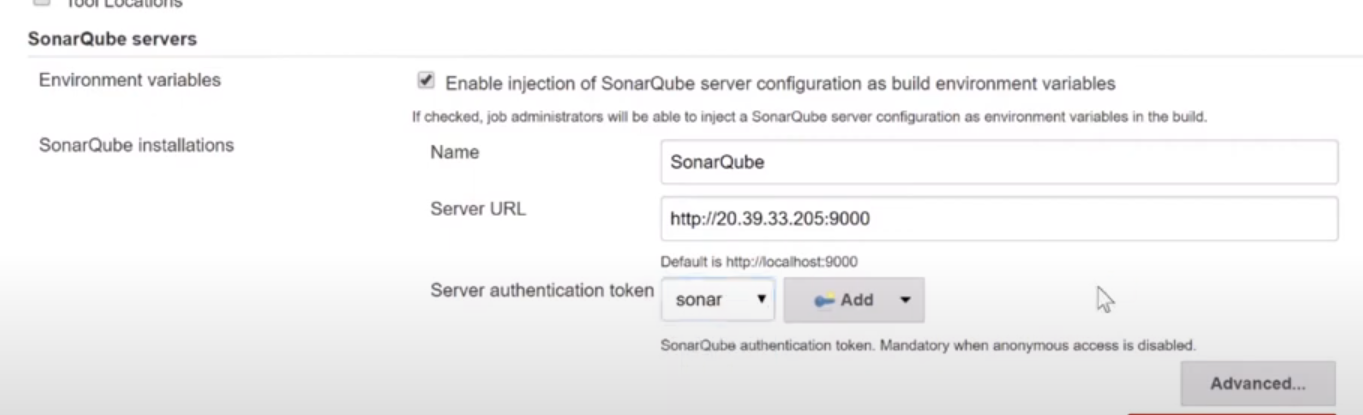 Tool Locations
SonarQube servers
Environment variables
Enable injection of SonarQube server configuration as build environment variables
If checked, job administrators will be able to inject a SonarQube server configuration as environment variables in the build.
SonarQube installations
Name
SonarQube
Server URL
http://20.39.33.205:9000
Default is http://localhost:9000
Server authentication token
sonar
Add
SonarQube authentication token. Mandatory when anonymous access is disabled.
Advanced...